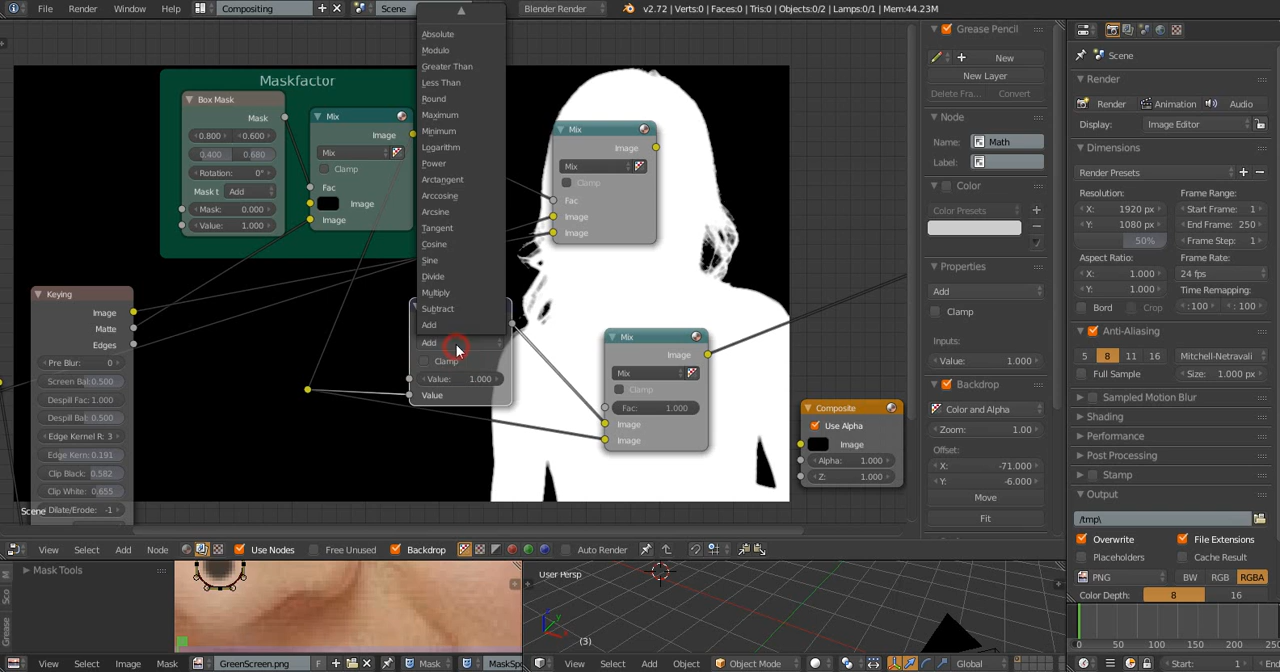 File Render Window Help Compositing Scene Blender Render v2.72 | Verts:0 | Faces:0 | Tris:0 | Objects:0/2 | Lamps:0/1 | Mem:44.23M
Absolute
Modulo
Greater Than
Less Than
Round
Maximum
Minimum
Logarithm
Power
Arctangent
Arccosing
Arcsine
Tangent
Cosine
Sine
Divide
Multiply
Subtract
Add
Add
Clamp
Value: 1.000
Value
Maskfactor
Box Mask
Mask
0.800 0.600
0.400 0.680
Rotation: 0°
Mask t Add
Mask: 0.000
Value: 1.000
Mix
Image
Mix
Clamp
Fac
Image
Image
Mix
Image
Mix
Clamp
Fac
Image
Image
Keying
Image
Matte
Edges
Pre Blur: 0
Screen Bal:0.500
Despill Fac: 1.000
Despill Bal: 0.500
Edge Kernel R: 3
Edge Kern:0.191
Clip Black: 0.582
Clip White: 0.655
Dilate/Erode: -1
Scene
Mix
Image
Mix
Clamp
Fac: 1.000
Image
Image
Composite
Use Alpha
Image
Alpha: 1.000
Z: 1.000
Grease Pencil
New
New Layer
Delete Fra... Convert
Node
Name: Math
Label:
Color
Color Presets
Properties
Add
Clamp
Inputs:
Value: 1.000
Backdrop
Color and Alpha
Zoom: 1.00
Offset:
X: -71.000
Y: -6.000
Move
Fit
Scene
Render
Render Animation Audio
Display: Image Editor
Dimensions
Render Presets
Resolution: Frame Range:
X: 1920 px Start Frame: 1
Y: 1080 px End Frame: 250
50% Frame Step: 1
Aspect Ratio: Frame Rate:
X: 1.000 24 fps
Y: 1.000 Time Remapping:
Bord Crop :100 :100
Anti-Aliasing
5 8 11 16 Mitchell-Netravali
Full Sample Size: 1.000 px
Sampled Motion Blur
Shading
Performance
Post Processing
Stamp
Output
/tmp\
Overwrite File Extensions
Placeholders Cache Result
PNG BW RGB RGBA
Color Depth: 8 16
View Select Add Node Use Nodes Free Unused Backdrop Auto Render
Mask Tools
User Persp
(3)
Sco
Grease
View Select Image Mask GreenScreen.png F Mask MaskSp
View Select Add Object Object Mode Global
0 50 100 150 200 250
Start: 1